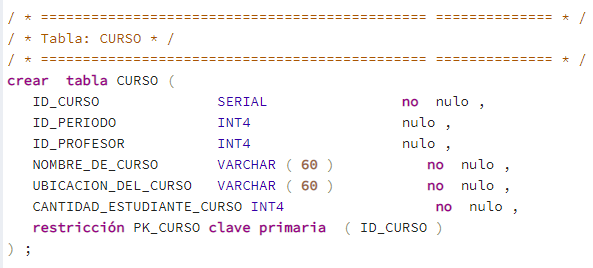 / * ============================================== ============== * /
/ * Tabla: CURSO * /
/ * ============================================== ============== * /
crear tabla CURSO (
ID_CURSO SERIAL no nulo ,
ID_PERIODO INT4 nulo ,
ID_PROFESOR INT4 nulo ,
NOMBRE_DE_CURSO VARCHAR ( 60 ) no nulo ,
UBICACION_DEL_CURSO VARCHAR ( 60 ) no nulo ,
CANTIDAD_ESTUDIANTE_CURSO INT4 no nulo ,
restricción PK_CURSO clave primaria ( ID_CURSO )
) ;